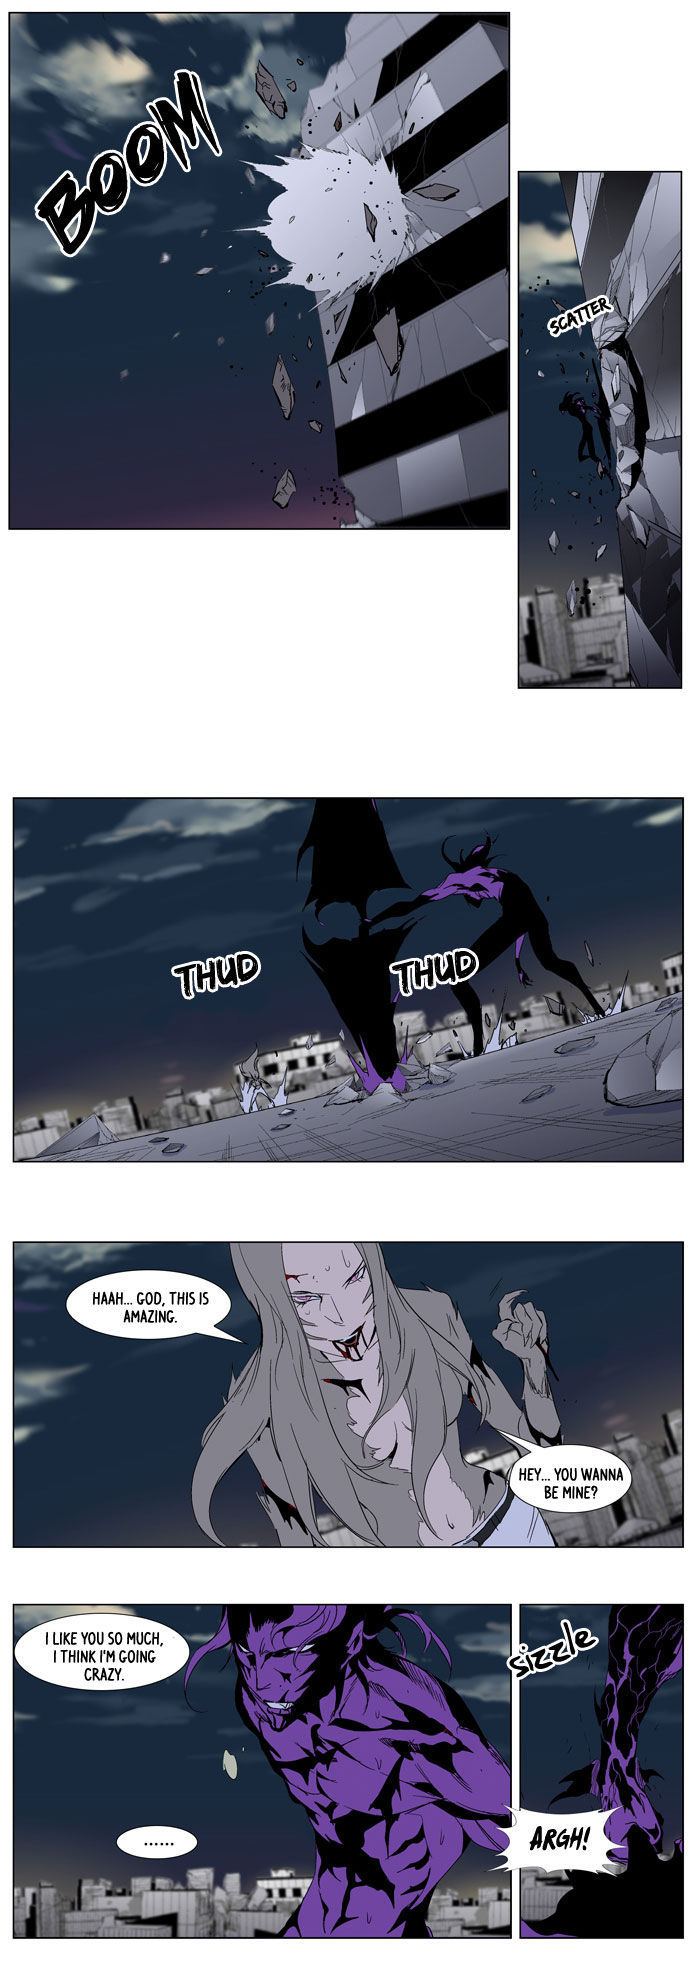 BOOM
SCATTER
THUD
THUD
HAAH... GOD, THIS IS
AMAZING.
HEY... YOU WANNA
BE MINE?
I LIKE YOU SO MUCH,
I THINK I'M GOING
CRAZY.
......
sizzle
ARGH!